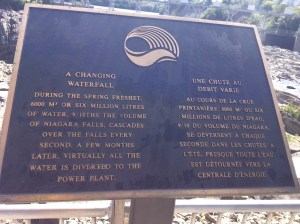 A CHANGING
WATERFALL
DURING THE SPRING FRESHET,
6000 M³ OR SIX MILLION LITRES
OF WATER, 9/10THS THE VOLUME
OF NIAGARA FALLS, CASCADES
OVER THE FALLS EVERY
SECOND. A FEW MONTHS
LATER, VIRTUALLY ALL THE
WATER IS DIVERTED TO THE
POWER PLANT.
UNE CHUTE AU
DEBIT VARIE
AU COURS DE LA CRUE
PRINTANIÈRE, 6000 M³ OU SIX
MILLIONS DE LITRES D'EAU,
9/10 DU VOLUME DU NIAGARA,
SE DEVERSENT A CHAQUE
SECONDE DANS LES CHUTES. A
L'ÉTÉ, PRESQUE TOUTE L'EAU
EST DÉTOURNÉE VERS LA
CENTRALE D'ENERGIE.